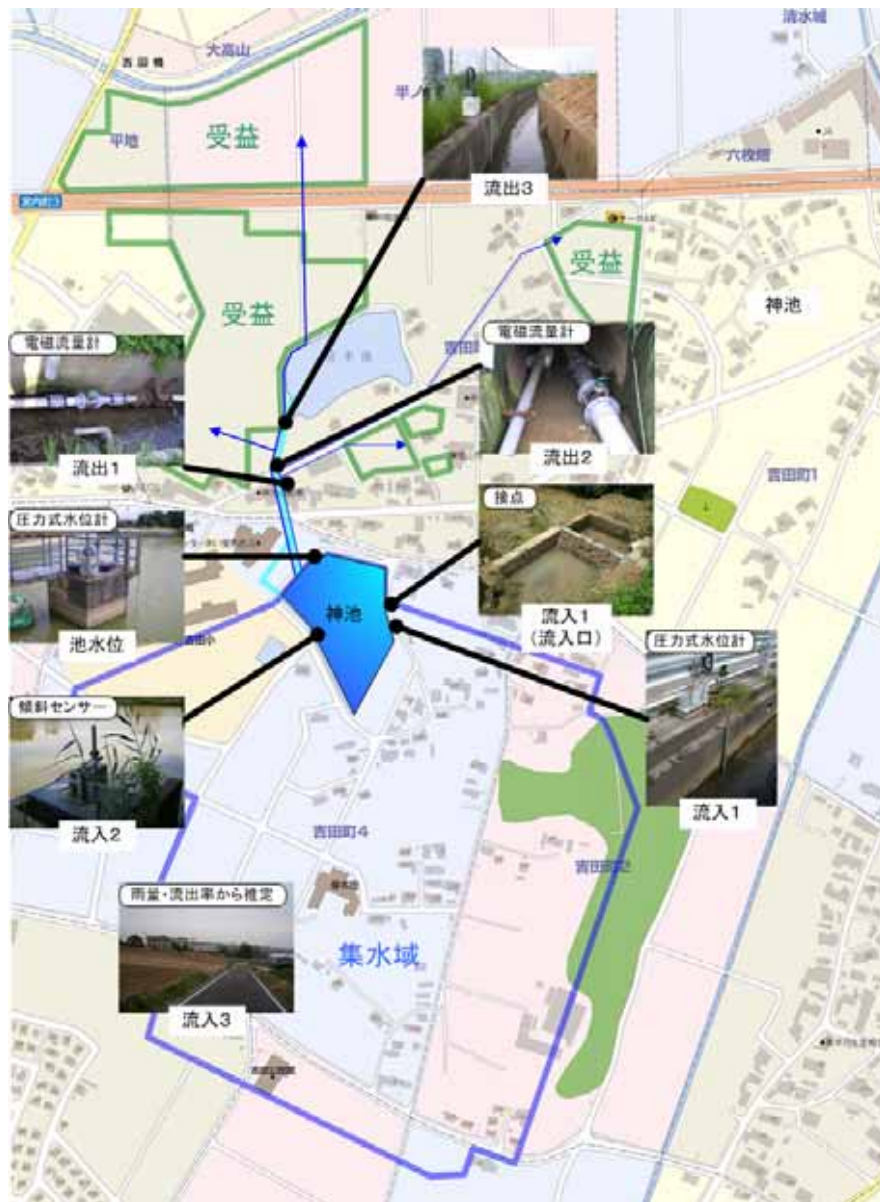 大高山
清水城
吉田橋
半ノ
平地
受益
六枚畑
流出3
受益
受益
神池
電磁流量計
電磁流量計
流出1
流出2
吉田町1
圧力式水位計
接点
神池
流入1
(流入口)
圧力式水位計
池水位
吉田小
傾斜センサー
流入2
流入1
吉田町4
雨量・流出率から推定
集水域
流入3